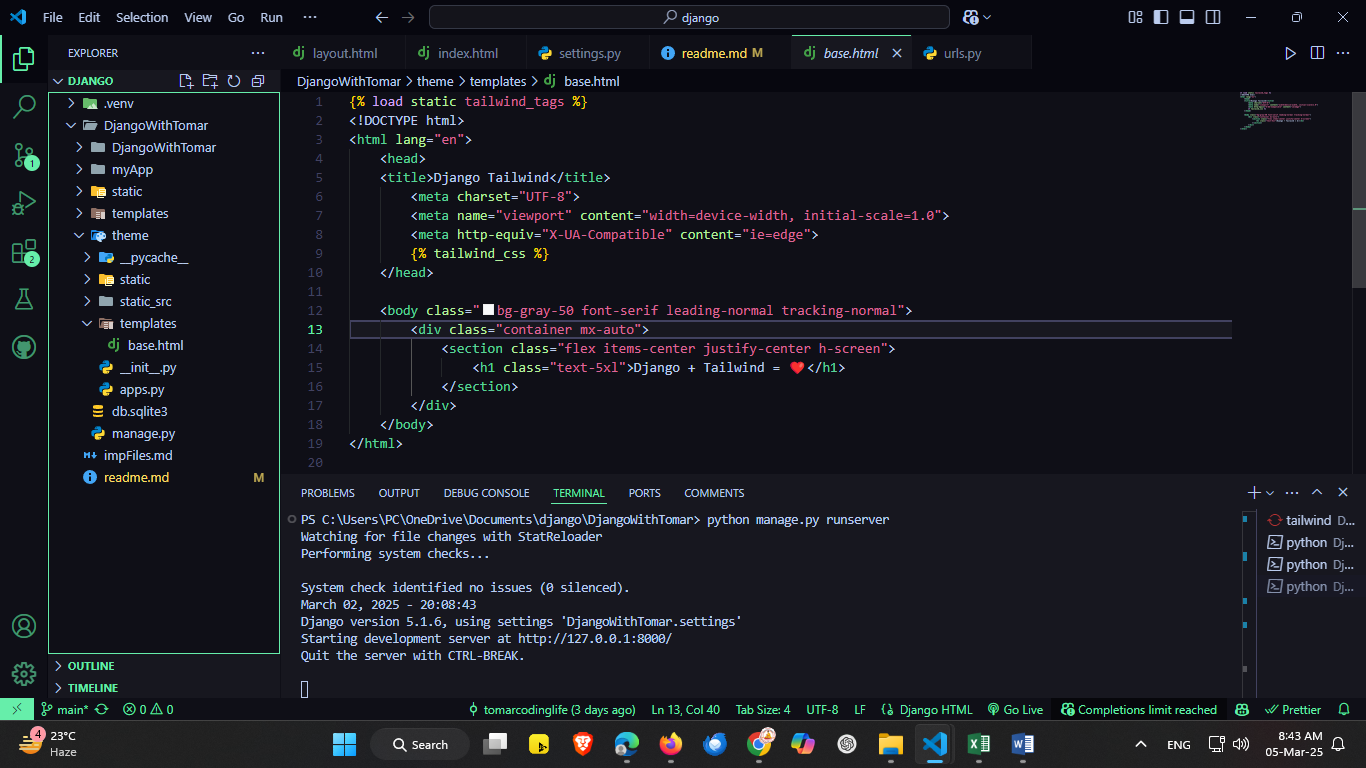 File Edit Selection View Go Run ··· django
EXPLORER ···
DJANGO
.venv
DjangoWithTomar
DjangoWithTomar
myApp
static
templates
theme
__pycache__
static
static_src
templates
dj base.html
__init__.py
apps.py
db.sqlite3
manage.py
impFiles.md
readme.md M
OUTLINE
TIMELINE
1
2
dj layout.html dj index.html settings.py readme.md M dj base.html urls.py
DjangoWithTomar > theme > templates > dj base.html
1 {% load static tailwind_tags %}
2 <!DOCTYPE html>
3 <html lang="en">
4 <head>
5 <title>Django Tailwind</title>
6 <meta charset="UTF-8">
7 <meta name="viewport" content="width=device-width, initial-scale=1.0">
8 <meta http-equiv="X-UA-Compatible" content="ie=edge">
9 {% tailwind_css %}
10 </head>
11
12 <body class="bg-gray-50 font-serif leading-normal tracking-normal">
13 <div class="container mx-auto">
14 <section class="flex items-center justify-center h-screen">
15 <h1 class="text-5xl">Django + Tailwind = ❤️</h1>
16 </section>
17 </div>
18 </body>
19 </html>
20
PROBLEMS OUTPUT DEBUG CONSOLE TERMINAL PORTS COMMENTS
PS C:\Users\PC\OneDrive\Documents\django\DjangoWithTomar> python manage.py runserver
Watching for file changes with StatReloader
Performing system checks...
System check identified no issues (0 silenced).
March 02, 2025 - 20:08:43
Django version 5.1.6, using settings 'DjangoWithTomar.settings'
Starting development server at http://127.0.0.1:8000/
Quit the server with CTRL-BREAK.
tailwind D...
python Dj...
python Dj...
python Dj...
main* 0 0 tomarcodinglife (3 days ago) Ln 13, Col 40 Tab Size: 4 UTF-8 LF Django HTML Go Live Completions limit reached Prettier
4
23°C
Haze
Search
ENG
8:43 AM
05-Mar-25